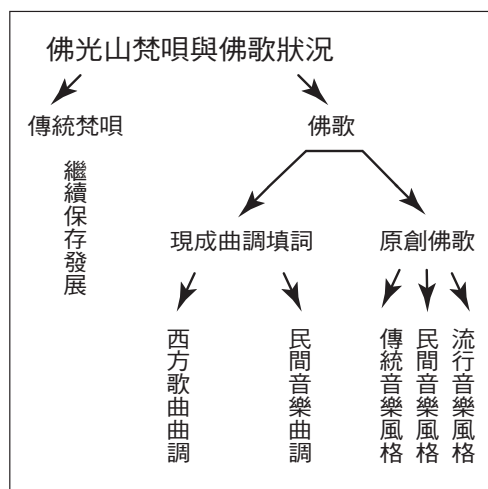 佛光山梵唄與佛歌狀況
傳統梵唄
佛歌
繼續保存發展
現成曲調填詞
原創佛歌
西方歌曲曲調
民間音樂曲調
傳統音樂風格
民間音樂風格
流行音樂風格